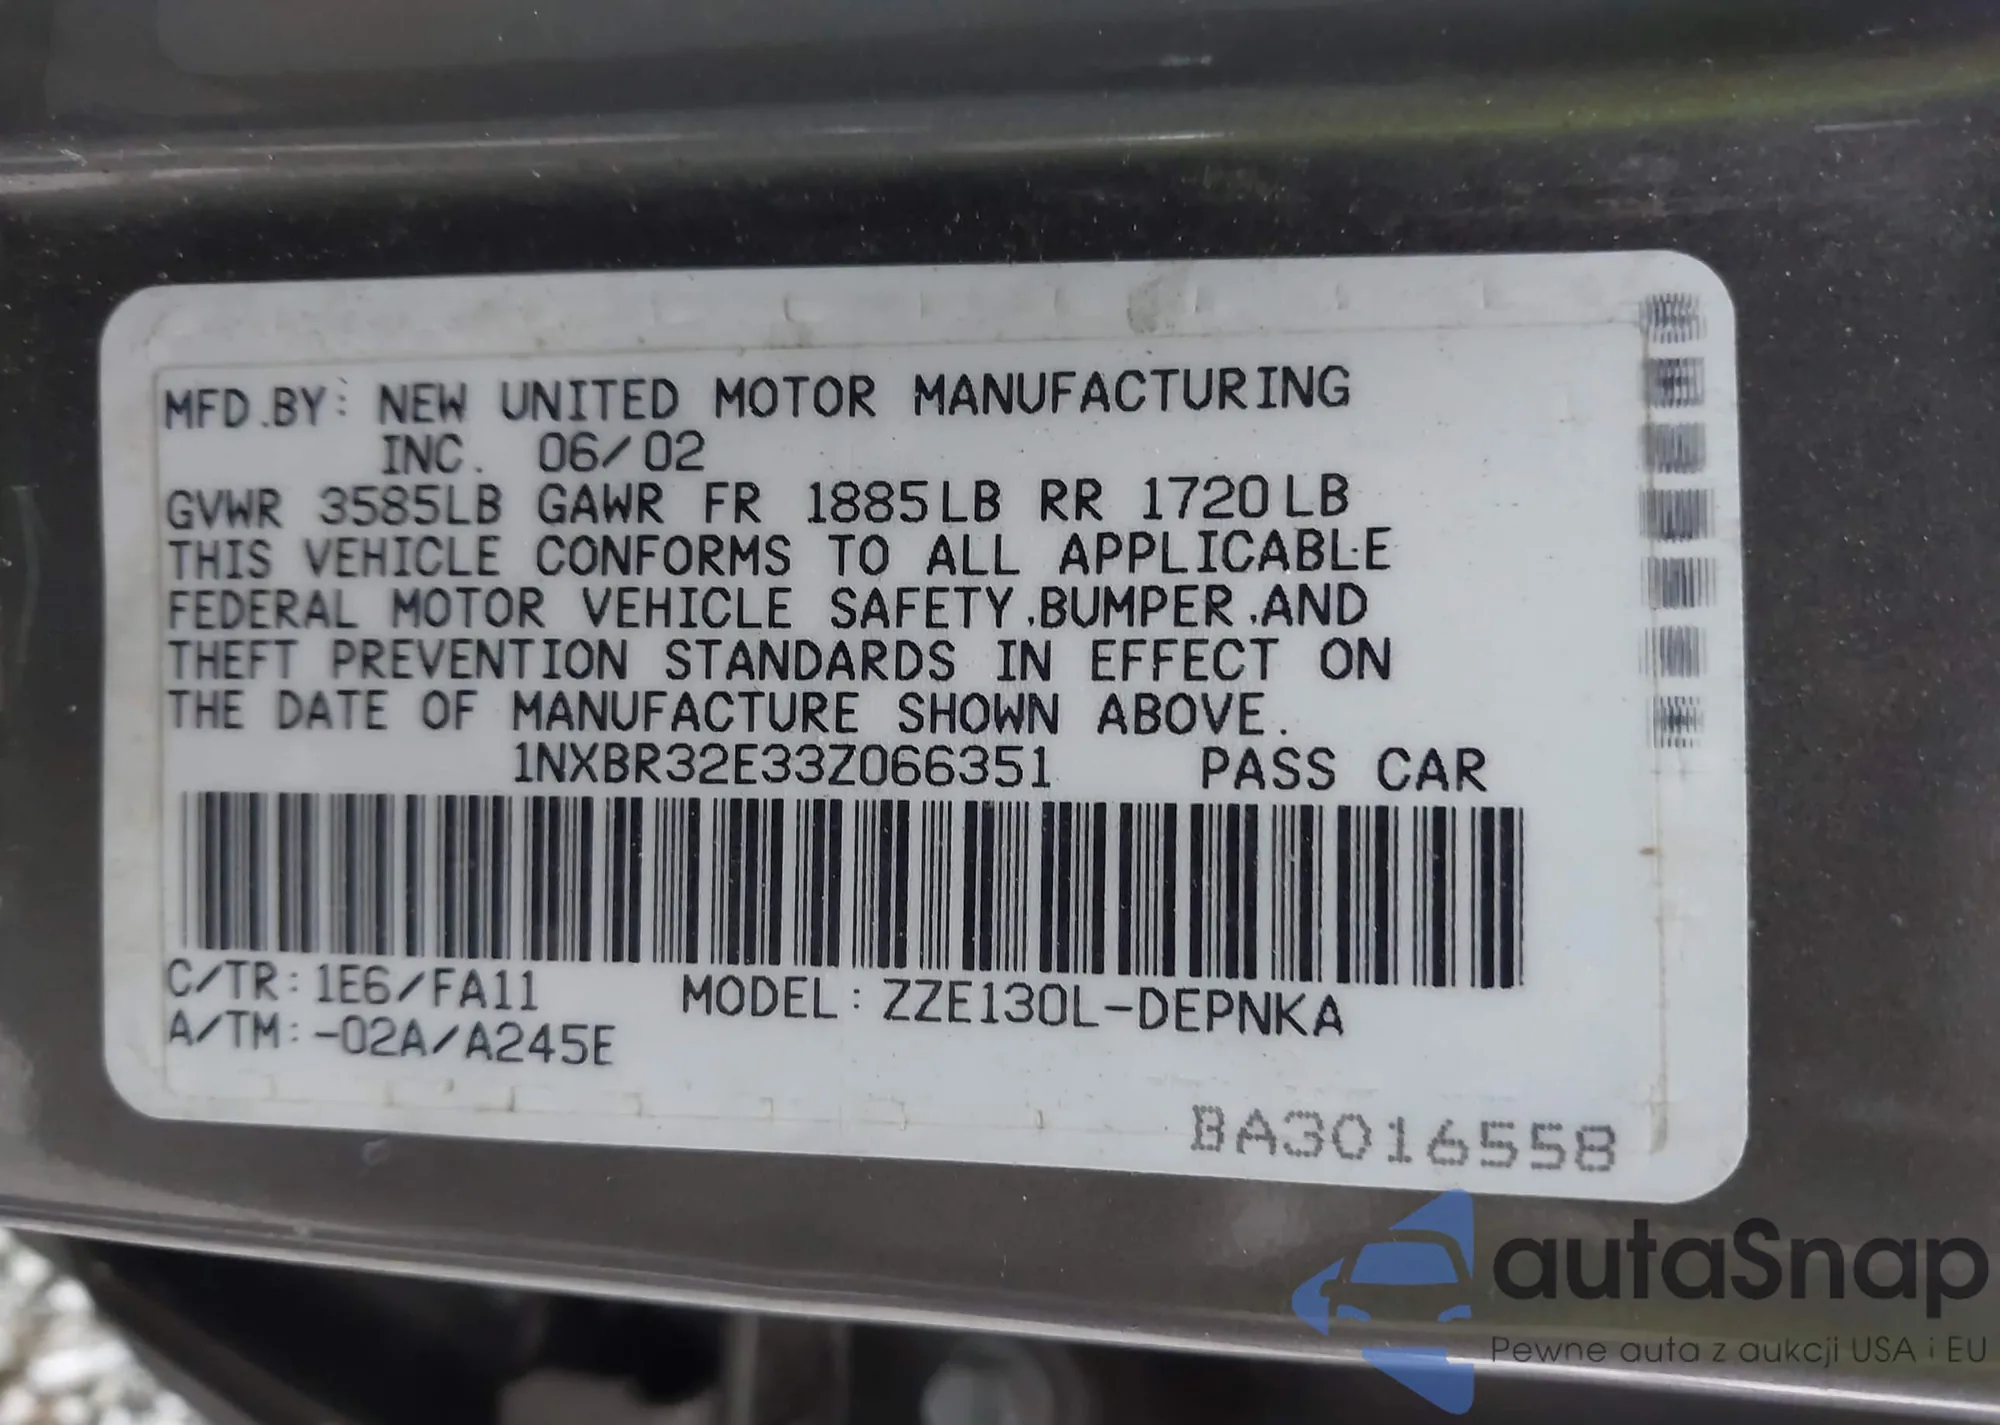 MFD.BY: NEW UNITED MOTOR MANUFACTURING
INC. 06/02
GVWR 3585LB GAWR FR 1885LB RR 1720LB
THIS VEHICLE CONFORMS TO ALL APPLICABLE
FEDERAL MOTOR VEHICLE SAFETY,BUMPER,AND
THEFT PREVENTION STANDARDS IN EFFECT ON
THE DATE OF MANUFACTURE SHOWN ABOVE.
1NXBR32E33Z066351 PASS CAR
C/TR: 1E6/FA11 MODEL: ZZE130L-DEPNKA
A/TM: -02A/A245E
BA3016558
autaSnap
Pewne auta z aukcji USA i EU